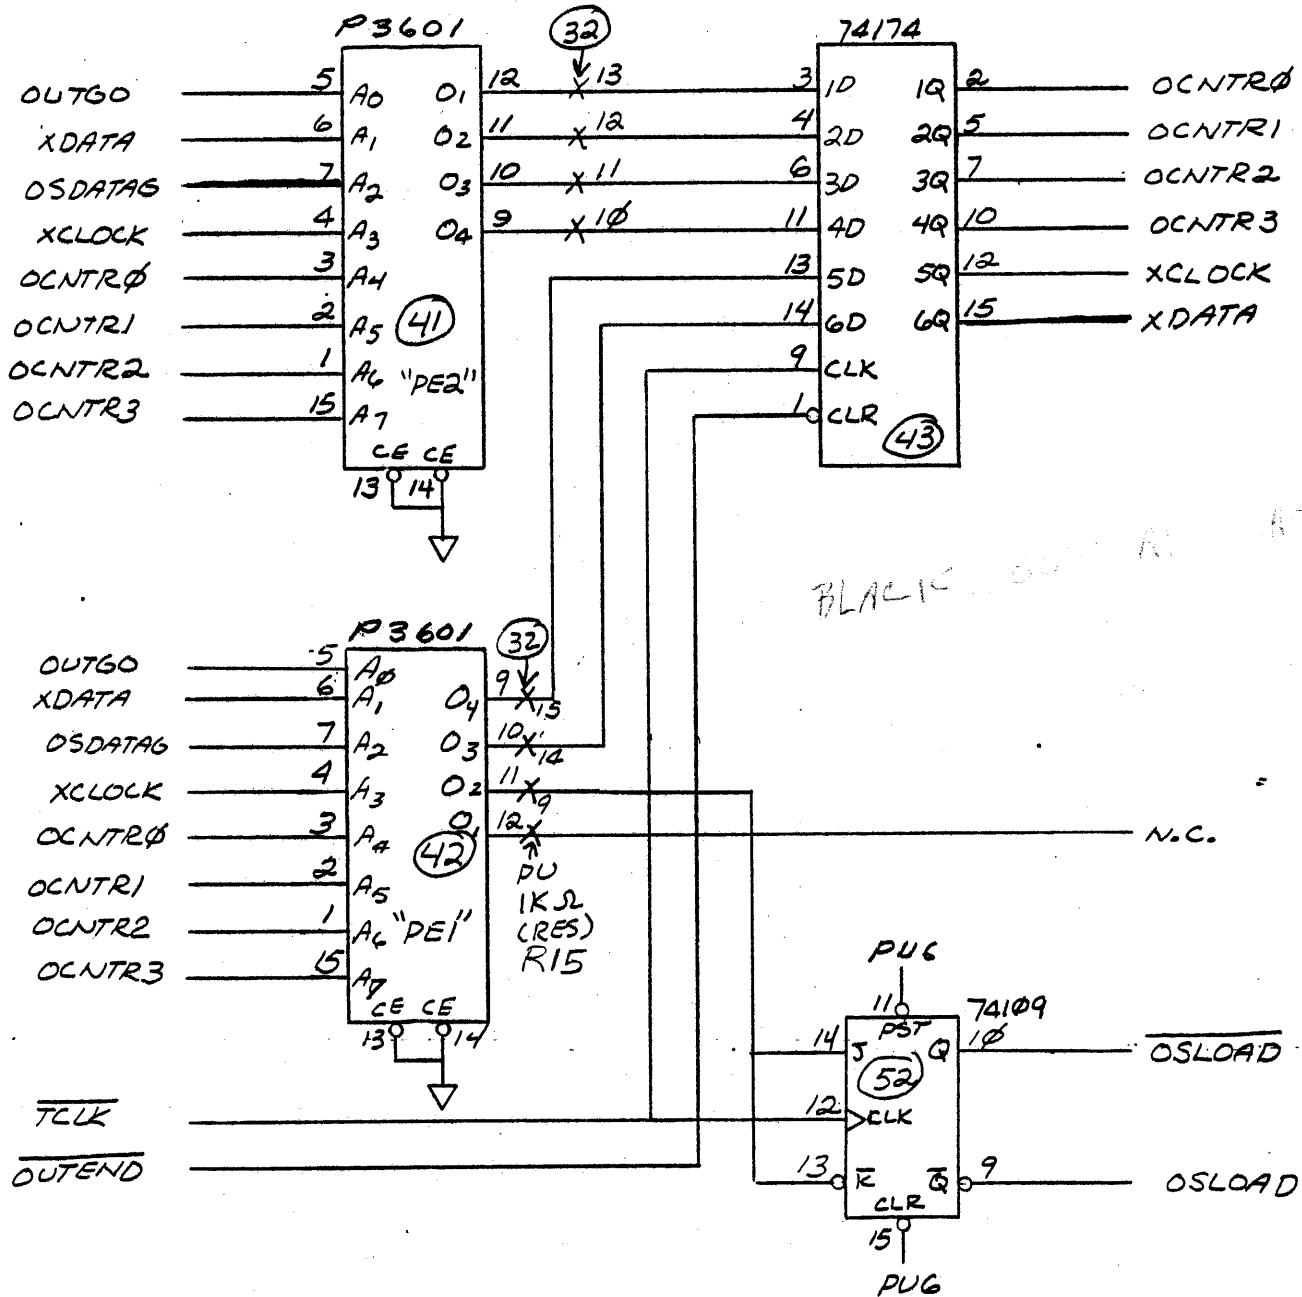 P3601
32
74174
OUTGO 5 A0 O1 12 13 3 1D 1Q 2 OCNTRØ
XDATA 6 A1 O2 11 12 4 2D 2Q 5 OCNTR1
OSDATAG 7 A2 O3 10 11 6 3D 3Q 7 OCNTR2
XCLOCK 4 A3 O4 9 1Ø 11 4D 4Q 10 OCNTR3
OCNTRØ 3 A4 13 5D 5Q 12 XCLOCK
OCNTR1 2 A5 41 14 6D 6Q 15 XDATA
OCNTR2 1 A6 "PE2" 9 CLK
OCNTR3 15 A7 1 CLR
43
CE CE
13 14
BLACK
P3601
32
OUTGO 5 AØ
XDATA 6 A1 O4 9 15
OSDATAG 7 A2 O3 10 14
XCLOCK 4 A3 O2 11 9
OCNTRØ 3 A4 O1 12 N.C.
42
PU
OCNTR1 2 A5 1K Ω
OCNTR2 1 A6 "PE1" (RES)
OCNTR3 15 A7 R15
CE CE
13 14
PU6
11 74109
PST
14 J Q 1Ø OSLOAD
52
TCLK 12 CLK
OUTEND 13 K Q 9 OSLOAD
CLR
15
PU6